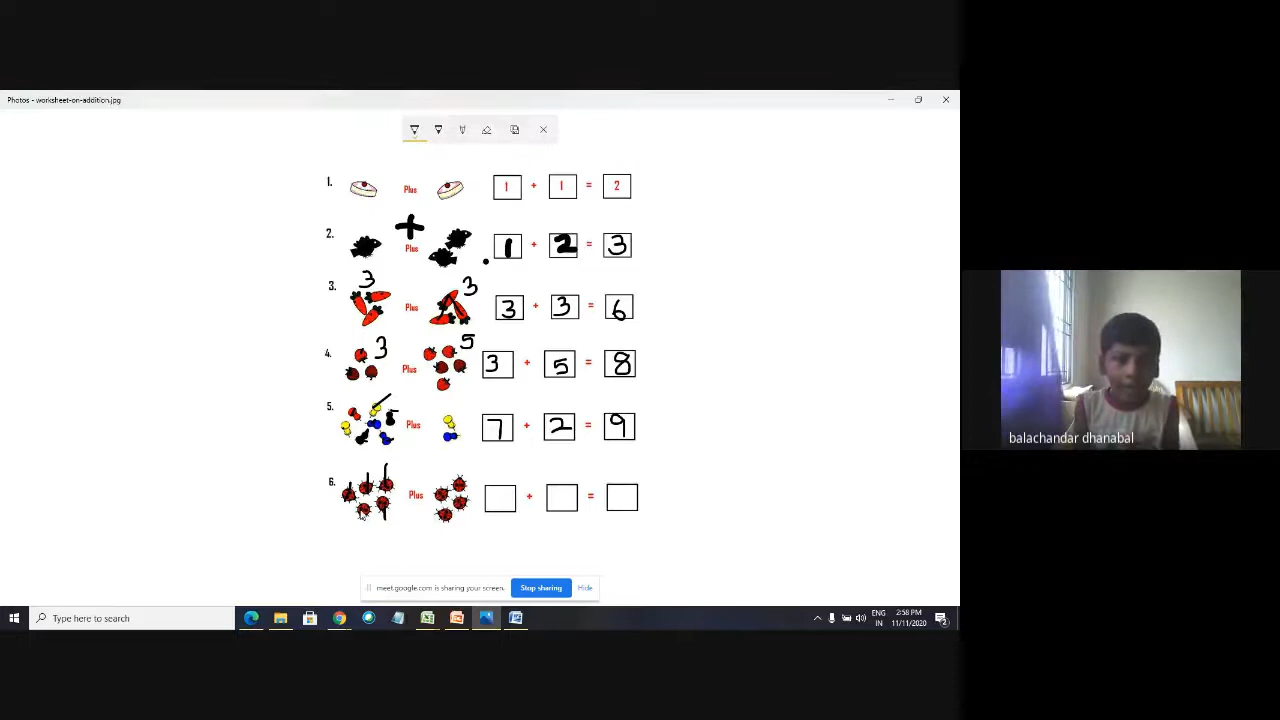 Photos - worksheet-on-addition.jpg
1. Plus 1 + 1 = 2
+
2. Plus 1 + 2 = 3
3 3
3. Plus 3 + 3 = 6
3 5
4. Plus 3 + 5 = 8
5. Plus 7 + 2 = 9
6. Plus + =
balachandar dhanabal
meet.google.com is sharing your screen. Stop sharing Hide
Type here to search
ENG 2:58 PM
IN 11/11/2020
2